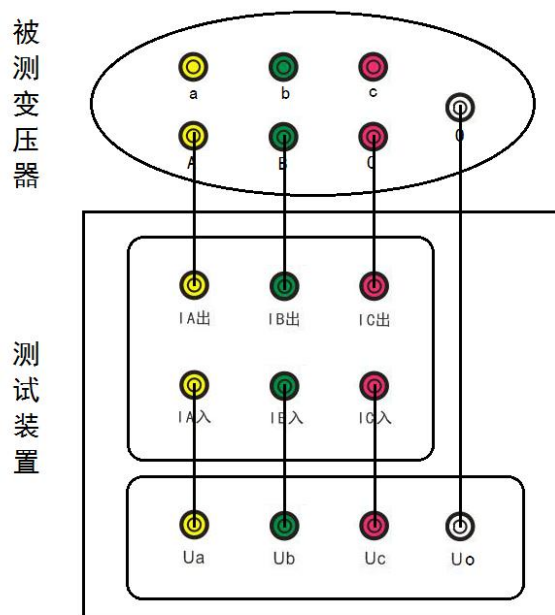 被测变压器
a b c
A B C 0
IA出 IB出 IC出
测试装置
IA入 IB入 IC入
Ua Ub Uc Uo